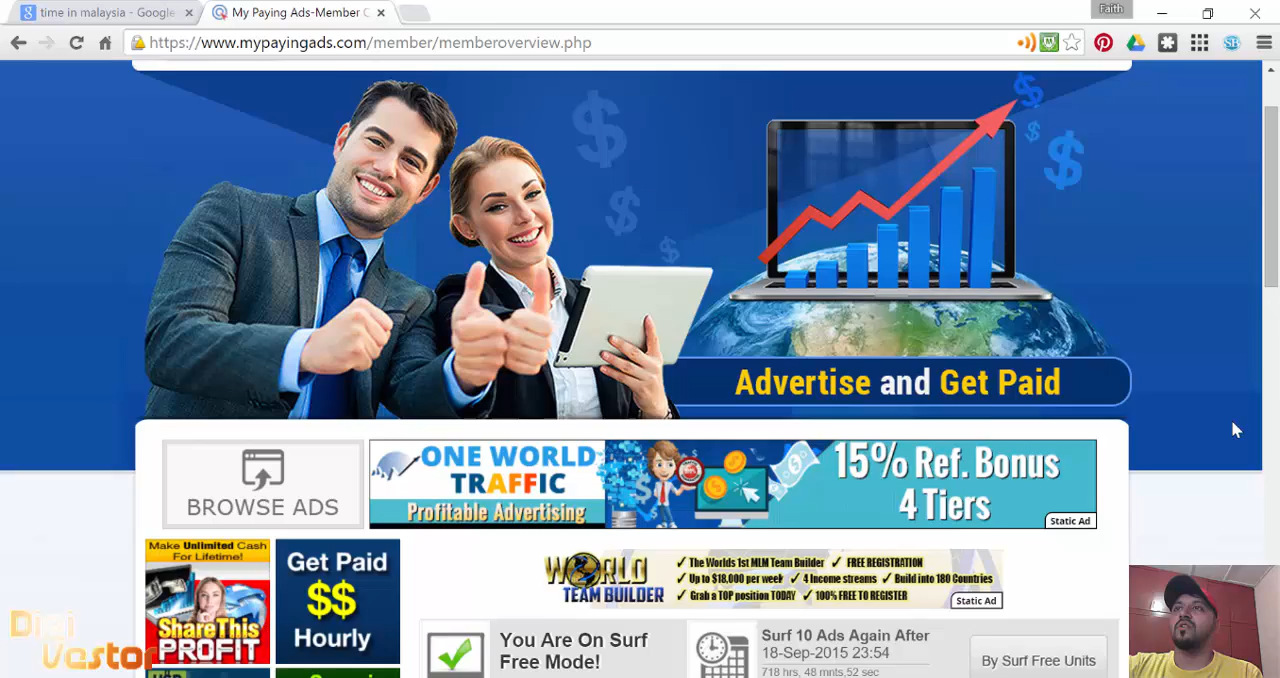 time in malaysia - Google
My Paying Ads-Member C
Faith
https://www.mypayingads.com/member/memberoverview.php
Advertise and Get Paid
BROWSE ADS
ONE WORLD
TRAFFIC
Profitable Advertising
15% Ref. Bonus
4 Tiers
Static Ad
Make Unlimited Cash
For Lifetime!
ShareThis
PROFIT
Get Paid
$$
Hourly
WORLD
TEAM BUILDER
✓ The Worlds 1st MLM Team Builder ✓ FREE REGISTRATION
✓ Up to $18,000 per week ✓ 4 Income streams ✓ Build into 180 Countries
✓ Grab a TOP position TODAY ✓ 100% FREE TO REGISTER
Static Ad
You Are On Surf
Free Mode!
Surf 10 Ads Again After
18-Sep-2015 23:54
718 hrs, 48 mnts,52 sec
By Surf Free Units
Digi
Vastor